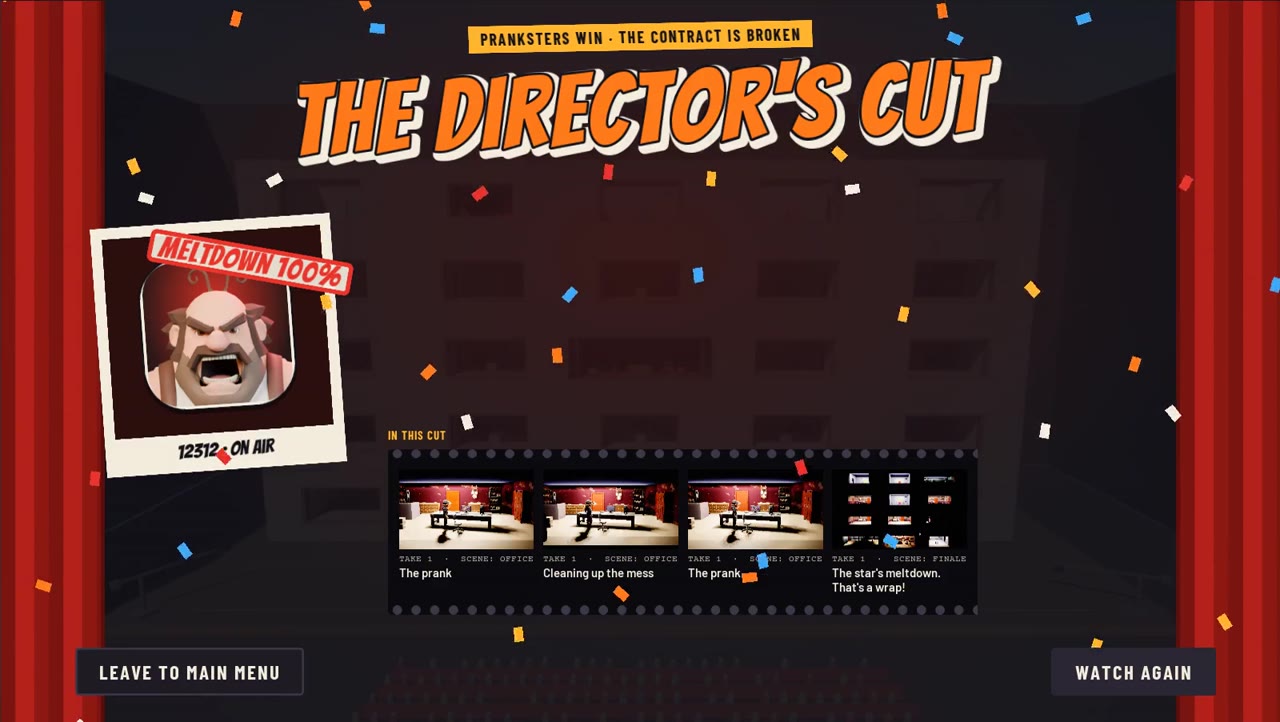 PRANKSTERS WIN · THE CONTRACT IS BROKEN
THE DIRECTOR'S CUT
MELTDOWN 100%
12312 · ON AIR
IN THIS CUT
TAKE 1 · SCENE: OFFICE
The prank
TAKE 1 · SCENE: OFFICE
Cleaning up the mess
TAKE 1 · SCENE: OFFICE
The prank
TAKE 1 · SCENE: FINALE
The star's meltdown.
That's a wrap!
LEAVE TO MAIN MENU
WATCH AGAIN